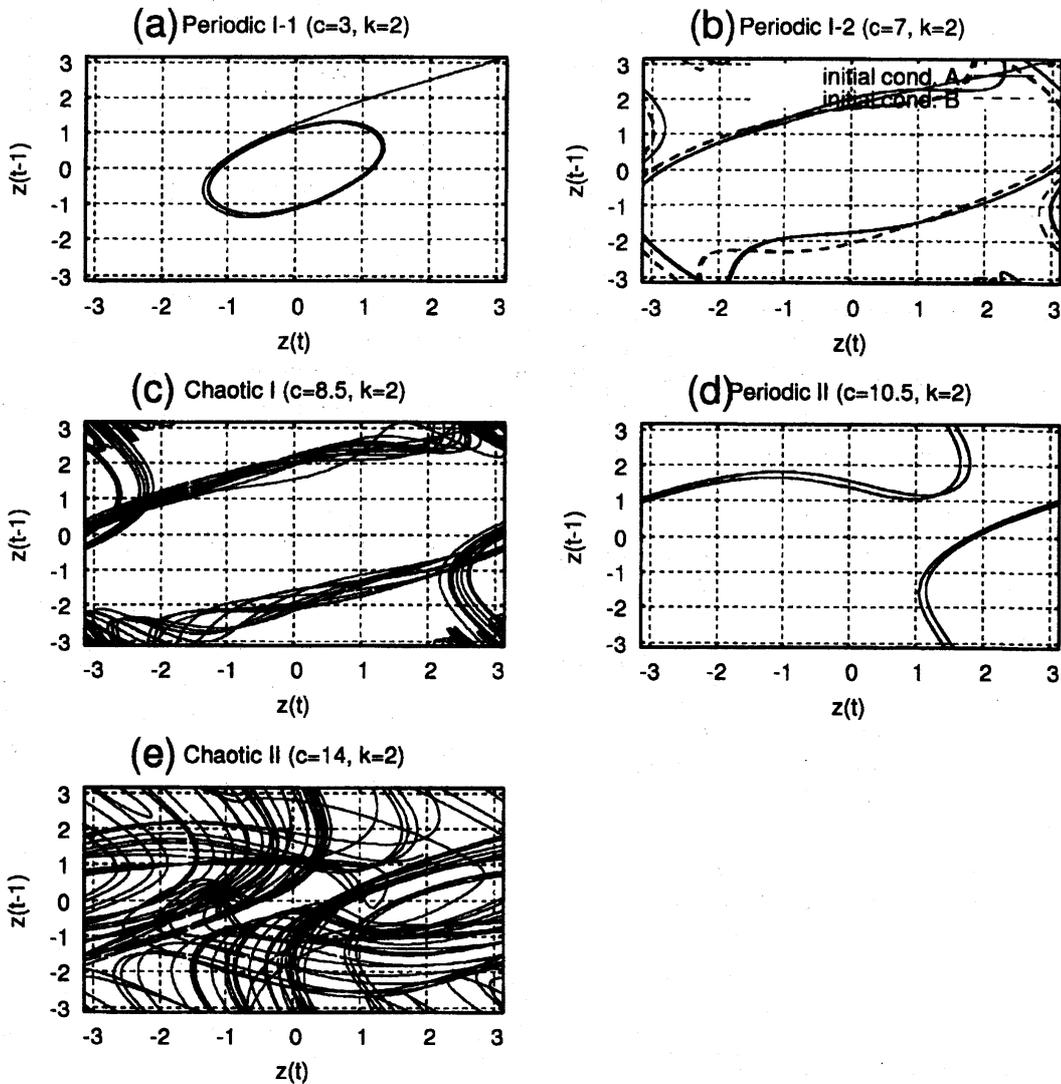 (a) Periodic I-1 (c=3, k=2)
3
2
1
0
-1
-2
-3
z(t-1)
-3 -2 -1 0 1 2 3
z(t)
(b) Periodic I-2 (c=7, k=2)
initial cond. A
initial cond. B
3
2
1
0
-1
-2
-3
z(t-1)
-3 -2 -1 0 1 2 3
z(t)
(c) Chaotic I (c=8.5, k=2)
3
2
1
0
-1
-2
-3
z(t-1)
-3 -2 -1 0 1 2 3
z(t)
(d) Periodic II (c=10.5, k=2)
3
2
1
0
-1
-2
-3
z(t-1)
-3 -2 -1 0 1 2 3
z(t)
(e) Chaotic II (c=14, k=2)
3
2
1
0
-1
-2
-3
z(t-1)
-3 -2 -1 0 1 2 3
z(t)